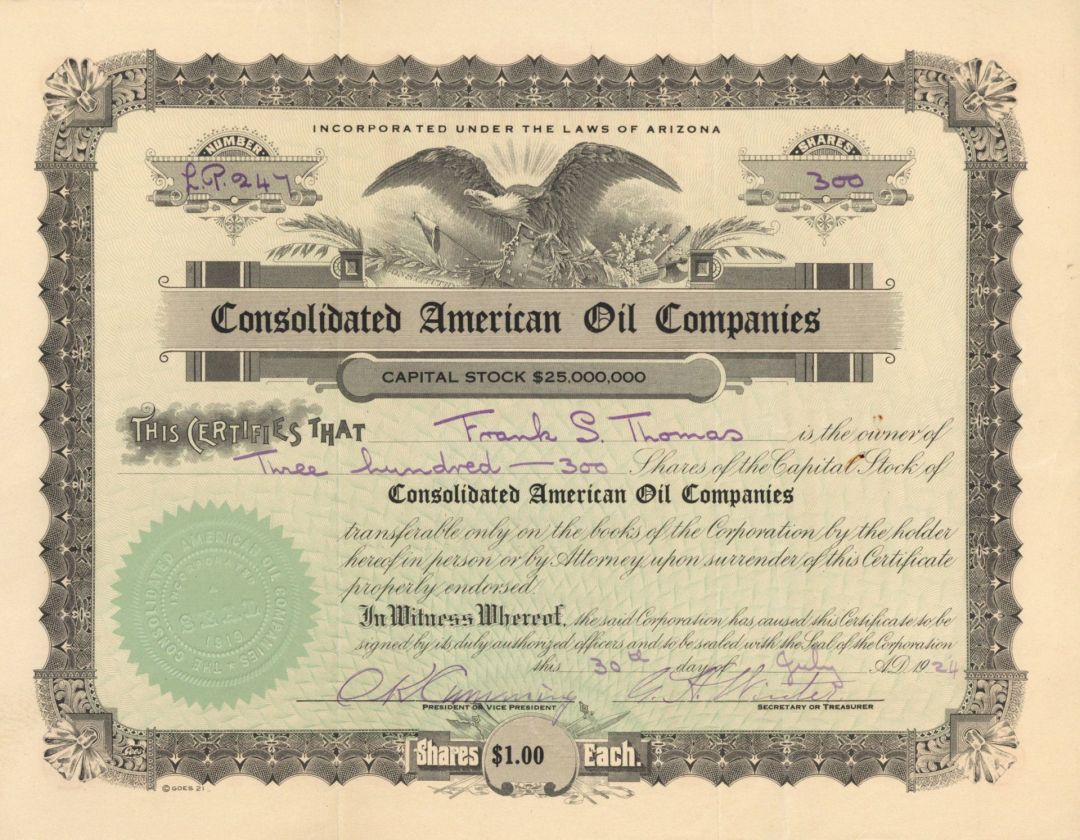 INCORPORATED UNDER THE LAWS OF ARIZONA
NUMBER
L.P. 247
SHARES
300
Consolidated American Oil Companies
CAPITAL STOCK $25,000,000
THIS CERTIFIES THAT Frank S. Thomas is the owner of
Three hundred — 300 Shares of the Capital Stock of
Consolidated American Oil Companies
transferable only on the books of the Corporation by the holder
hereof in person or by Attorney upon surrender of this Certificate
properly endorsed.
In Witness Whereof, the said Corporation has caused this Certificate to be
signed by its duly authorized officers and to be sealed with the Seal of the Corporation
this 30th day of July A.D. 1924
PRESIDENT OR VICE PRESIDENT
SECRETARY OR TREASURER
THE CONSOLIDATED AMERICAN OIL COMPANIES
INCORPORATED
SEAL
Shares $1.00 Each.
© GOES 21